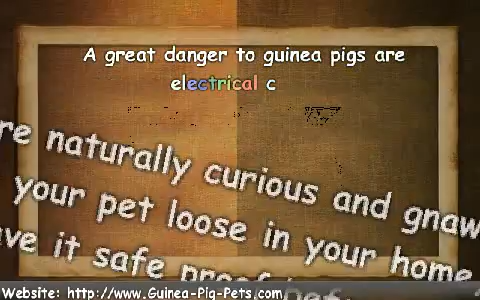 A great danger to guinea pigs are
electrical c
re naturally curious and gnaw
your pet loose in your home
ve it safe proof
Website: http://www.Guinea-Pig-Pets.com